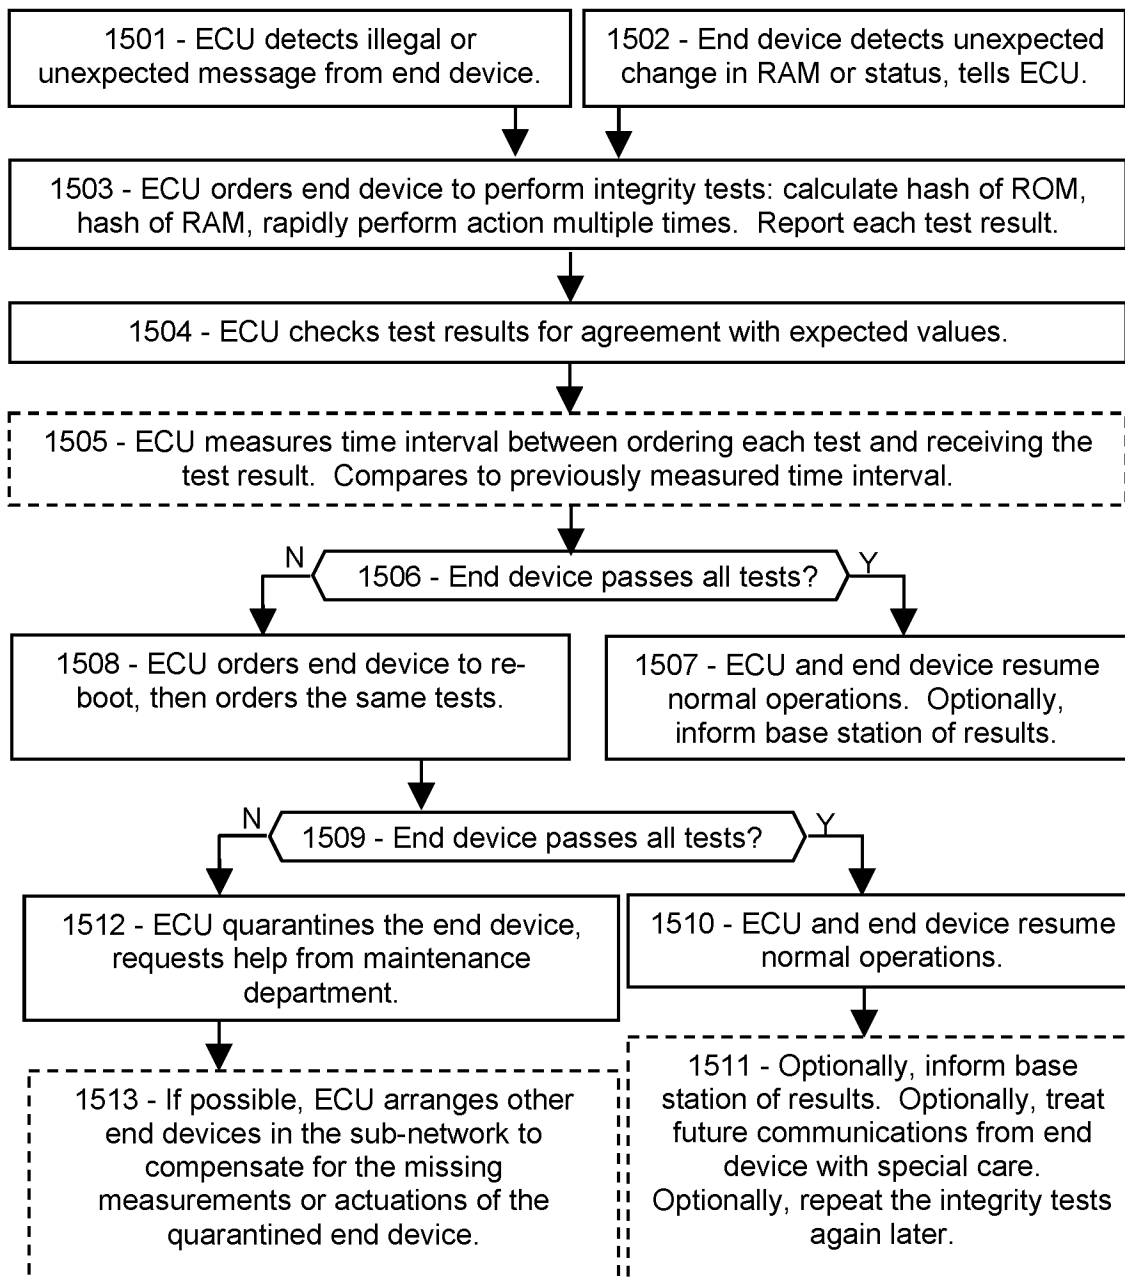 1501 - ECU detects illegal or
unexpected message from end device.
1502 - End device detects unexpected
change in RAM or status, tells ECU.
1503 - ECU orders end device to perform integrity tests: calculate hash of ROM,
hash of RAM, rapidly perform action multiple times.  Report each test result.
1504 - ECU checks test results for agreement with expected values.
1505 - ECU measures time interval between ordering each test and receiving the
test result.  Compares to previously measured time interval.
N
1506 - End device passes all tests?
Y
1508 - ECU orders end device to re-
boot, then orders the same tests.
1507 - ECU and end device resume
normal operations.  Optionally,
inform base station of results.
N
1509 - End device passes all tests?
Y
1512 - ECU quarantines the end device,
requests help from maintenance
department.
1510 - ECU and end device resume
normal operations.
1513 - If possible, ECU arranges other
end devices in the sub-network to
compensate for the missing
measurements or actuations of the
quarantined end device.
1511 - Optionally, inform base
station of results.  Optionally, treat
future communications from end
device with special care.
Optionally, repeat the integrity tests
again later.